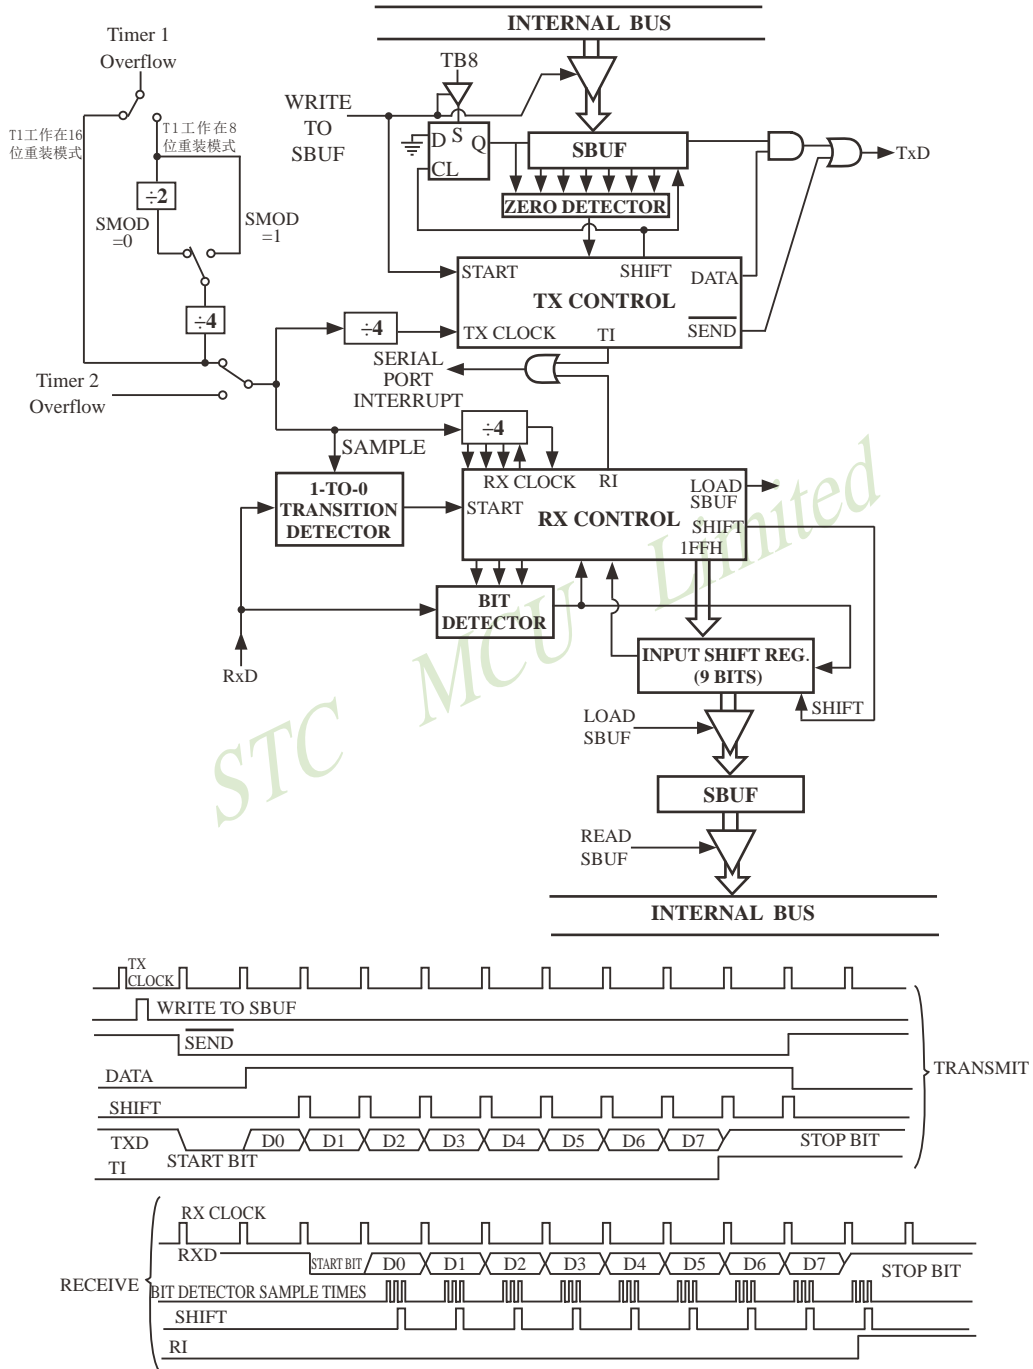 INTERNAL BUS
Timer 1
Overflow
TB8
WRITE
TO
SBUF
T1工作在16
位重装模式
T1工作在8
位重装模式
D S Q
CL
SBUF
TxD
÷2
ZERO DETECTOR
SMOD
=0
SMOD
=1
START
SHIFT
DATA
TX CONTROL
÷4
÷4
TX CLOCK
TI
SEND
SERIAL
PORT
INTERRUPT
Timer 2
Overflow
÷4
SAMPLE
1-TO-0
TRANSITION
DETECTOR
RX CLOCK
RI
LOAD
SBUF
START
RX CONTROL
SHIFT
1FFH
BIT
DETECTOR
RxD
INPUT SHIFT REG.
(9 BITS)
SHIFT
LOAD
SBUF
SBUF
READ
SBUF
INTERNAL BUS
STC MCU Limited
TX
CLOCK
WRITE TO SBUF
SEND
DATA
SHIFT
TXD
START BIT
D0 D1 D2 D3 D4 D5 D6 D7
STOP BIT
TI
TRANSMIT
RX CLOCK
RXD
START BIT
D0 D1 D2 D3 D4 D5 D6 D7
STOP BIT
RECEIVE
BIT DETECTOR SAMPLE TIMES
SHIFT
RI